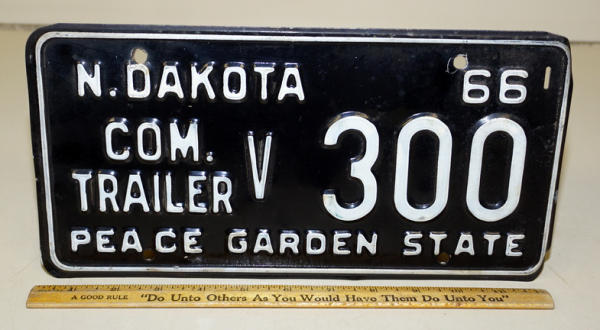 N. DAKOTA 66
COM. TRAILER V 300
PEACE GARDEN STATE
A GOOD RULE "Do Unto Others As You Would Have Them Do Unto You"